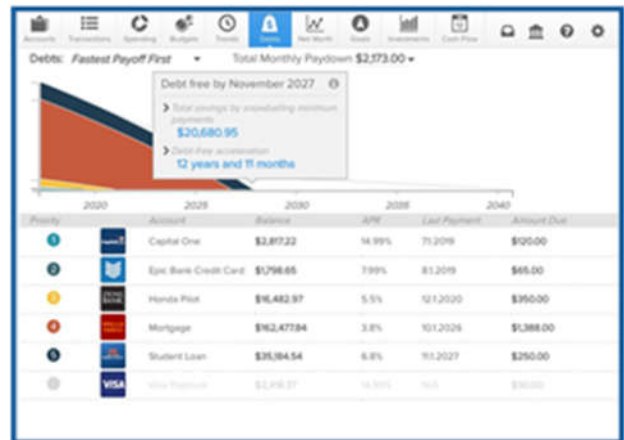 Accounts Transactions Spending Budgets Trends Debts Net Worth Goals Investments Cash Flow
Debts: Fastest Payoff First Total Monthly Paydown $2,173.00
Debt free by November 2027
Total savings by snowballing minimum
payments
$20,680.95
Debt free acceleration
12 years and 11 months
2020 2025 2030 2035 2040
Priority Account Balance APR Last Payment Amount Due
1 Capital One $2,817.22 14.99% 7.1.2019 $120.00
2 Epic Bank Credit Card $1,798.65 7.99% 8.1.2019 $65.00
3 Honda Pilot $16,482.97 5.5% 12.1.2020 $350.00
4 Mortgage $162,477.84 3.8% 10.1.2026 $1,388.00
5 Student Loan $35,184.54 6.8% 11.1.2027 $250.00
VISA Visa 14.99% N/A